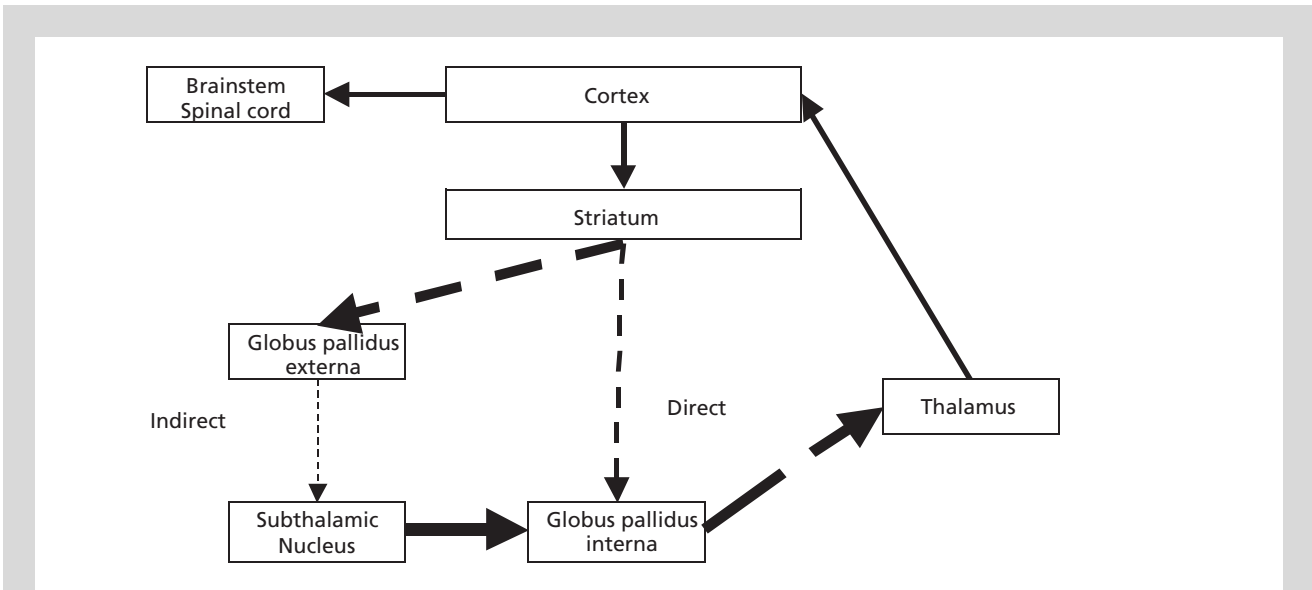 Brainstem
Spinal cord
Cortex
Striatum
Globus pallidus
externa
Indirect
Direct
Thalamus
Subthalamic
Nucleus
Globus pallidus
interna